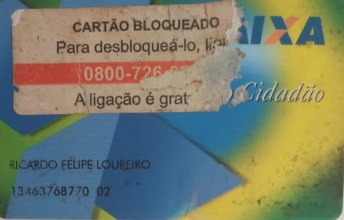 CARTÃO BLOQUEADO
Para desbloqueá-lo,
0800-726-
A ligação é
AIXA
Cidadão
RICARDO FELIPE LOUREIRO
13463768770 02